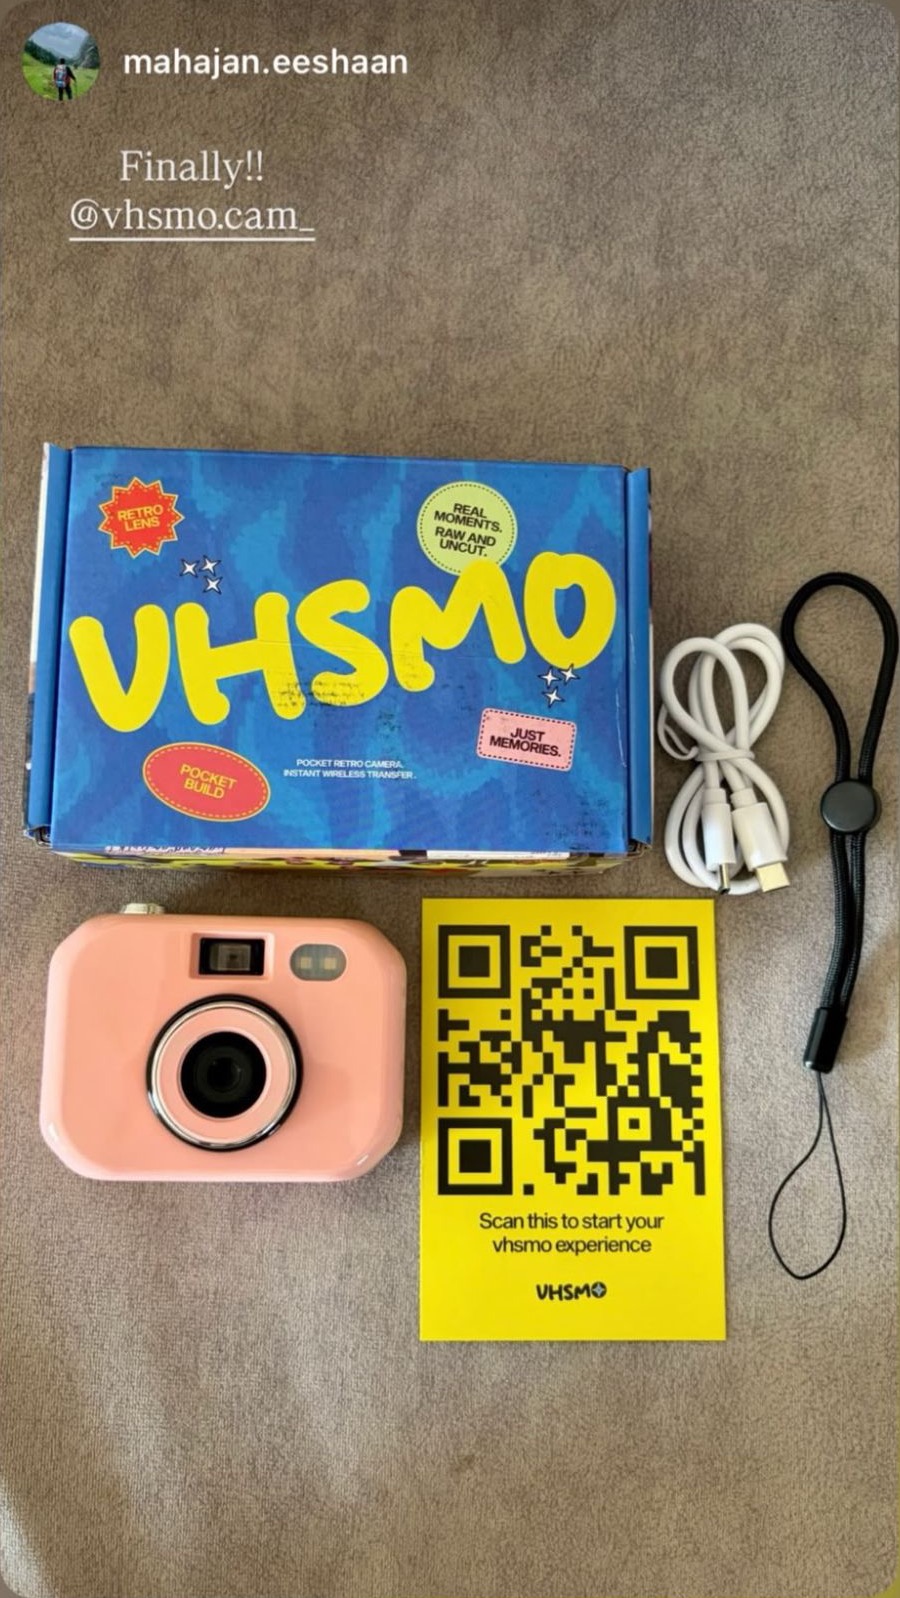 mahajan.eeshaan
Finally!!
@vhsmo.cam_
RETRO
LENS
REAL
MOMENTS.
RAW AND
UNCUT.
VHSMO
JUST
MEMORIES.
POCKET
BUILD
POCKET RETRO CAMERA.
INSTANT WIRELESS TRANSFER.
Scan this to start your
vhsmo experience
VHSMO